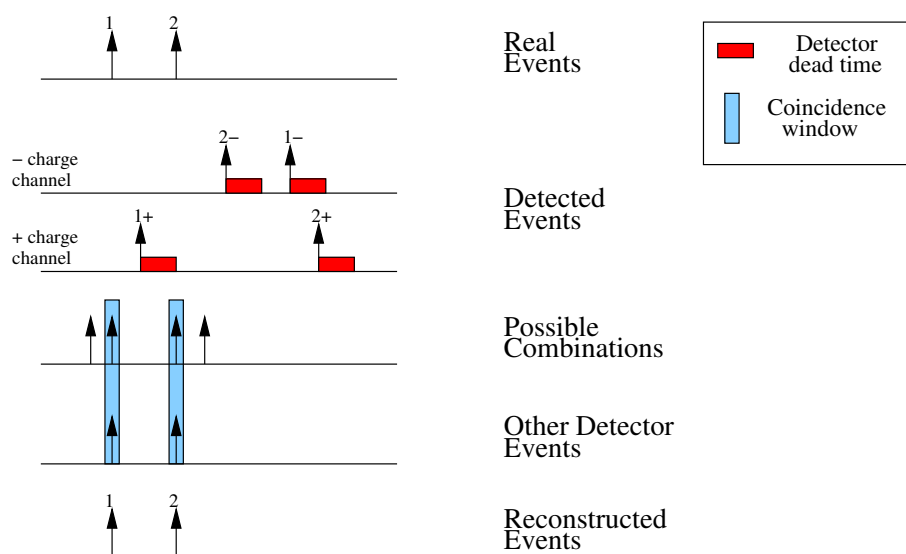 1
2
Real
Events
Detector
dead time
Coincidence
window
2−
1−
− charge
channel
Detected
Events
1+
2+
+ charge
channel
Possible
Combinations
Other Detector
Events
1
2
Reconstructed
Events